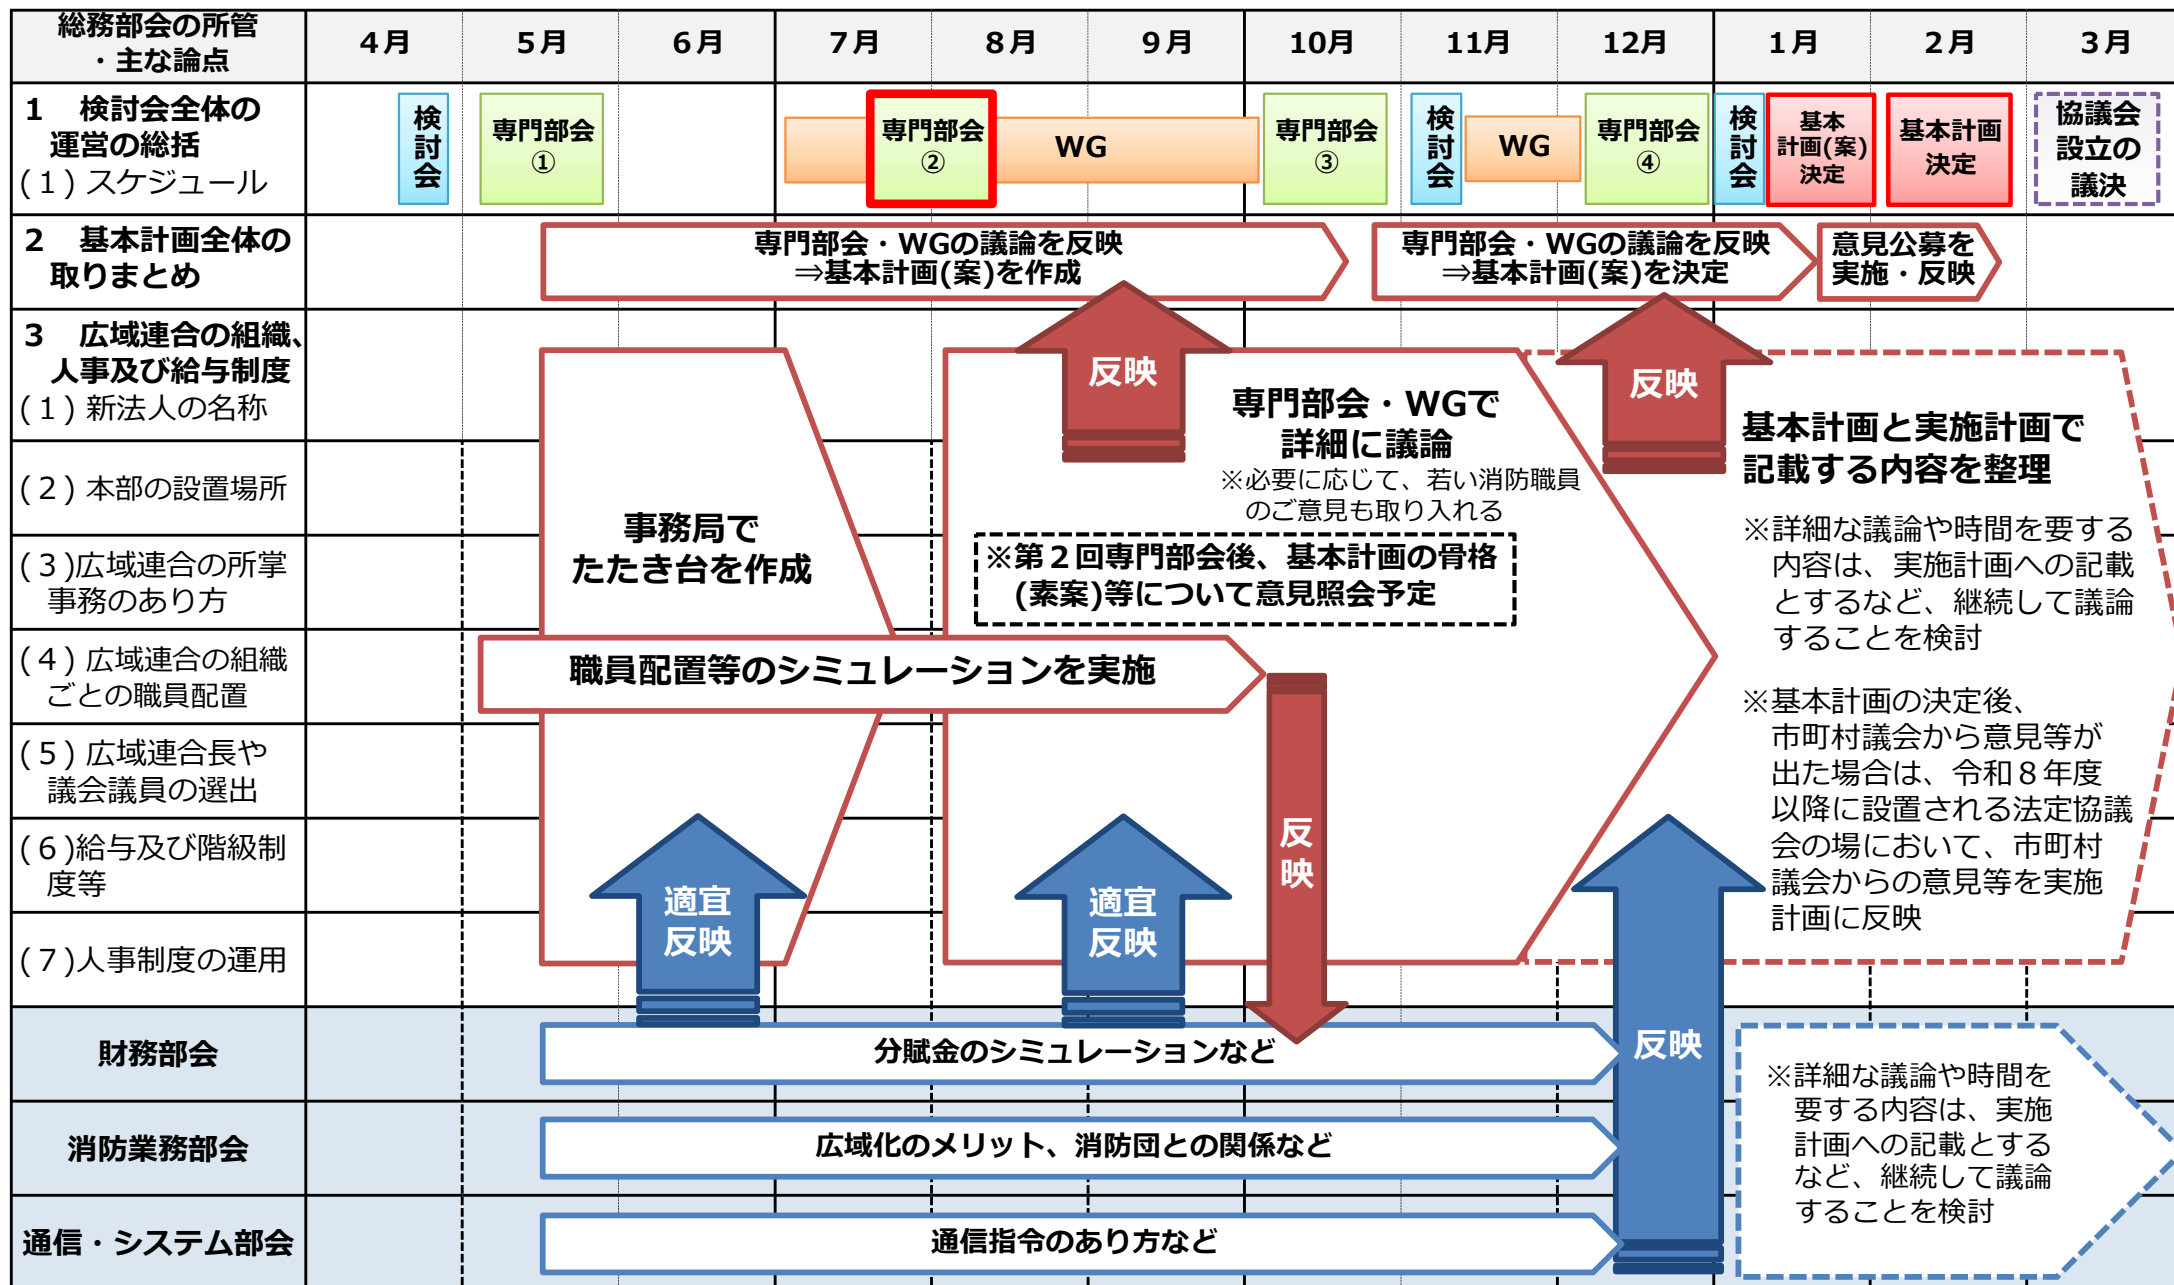 総務部会の所管
・主な論点
4月
5月
6月
7月
8月
9月
10月
11月
12月
1月
2月
3月
1 検討会全体の
運営の総括
(1)スケジュール
検討会
専門部会
①
専門部会
②
WG
専門部会
③
検討会
WG
専門部会
④
検討会
基本
計画(案)
決定
基本計画
決定
協議会
設立の
議決
2 基本計画全体の
取りまとめ
専門部会・WGの議論を反映
⇒基本計画(案)を作成
専門部会・WGの議論を反映
⇒基本計画(案)を決定
意見公募を
実施・反映
3 広域連合の組織、
人事及び給与制度
(1)新法人の名称
(2)本部の設置場所
(3)広域連合の所掌
事務のあり方
(4)広域連合の組織
ごとの職員配置
(5)広域連合長や
議会議員の選出
(6)給与及び階級制
度等
(7)人事制度の運用
事務局で
たたき台を作成
反映
専門部会・WGで
詳細に議論
※必要に応じて、若い消防職員
のご意見も取り入れる
※第2回専門部会後、基本計画の骨格
(素案)等について意見照会予定
職員配置等のシミュレーションを実施
反映
反映
基本計画と実施計画で
記載する内容を整理
※詳細な議論や時間を要する
内容は、実施計画への記載
とするなど、継続して議論
することを検討
※基本計画の決定後、
市町村議会から意見等が
出た場合は、令和8年度
以降に設置される法定協議
会の場において、市町村
議会からの意見等を実施
計画に反映
適宜
反映
適宜
反映
反映
財務部会
分賦金のシミュレーションなど
消防業務部会
広域化のメリット、消防団との関係など
通信・システム部会
通信指令のあり方など
※詳細な議論や時間を
要する内容は、実施
計画への記載とする
など、継続して議論
することを検討